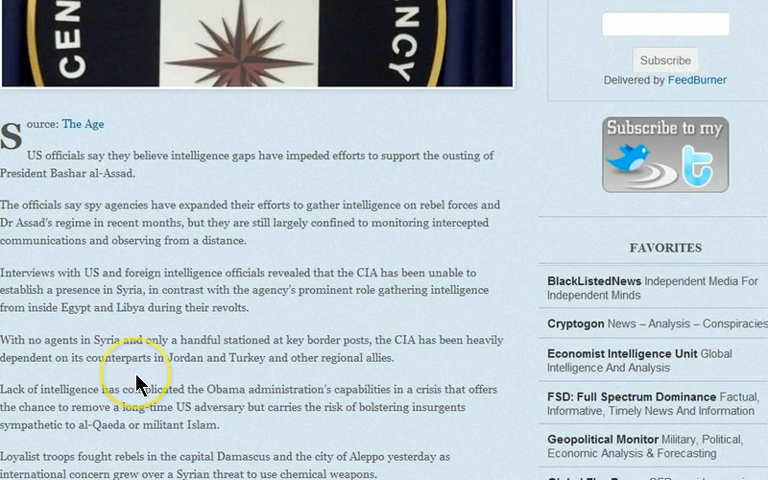 CEN
NCY
Source: The Age
US officials say they believe intelligence gaps have impeded efforts to support the ousting of
President Bashar al-Assad.
The officials say spy agencies have expanded their efforts to gather intelligence on rebel forces and
Dr Assad's regime in recent months, but they are still largely confined to monitoring intercepted
communications and observing from a distance.
Interviews with US and foreign intelligence officials revealed that the CIA has been unable to
establish a presence in Syria, in contrast with the agency's prominent role gathering intelligence
from inside Egypt and Libya during their revolts.
With no agents in Syria and only a handful stationed at key border posts, the CIA has been heavily
dependent on its counterparts in Jordan and Turkey and other regional allies.
Lack of intelligence has complicated the Obama administration's capabilities in a crisis that offers
the chance to remove a long-time US adversary but carries the risk of bolstering insurgents
sympathetic to al-Qaeda or militant Islam.
Loyalist troops fought rebels in the capital Damascus and the city of Aleppo yesterday as
international concern grew over a Syrian threat to use chemical weapons.
Subscribe
Delivered by FeedBurner
Subscribe to my
t
FAVORITES
BlackListedNews Independent Media For
Independent Minds
Cryptogon News – Analysis – Conspiracies
Economist Intelligence Unit Global
Intelligence And Analysis
FSD: Full Spectrum Dominance Factual,
Informative, Timely News And Information
Geopolitical Monitor Military, Political,
Economic Analysis & Forecasting